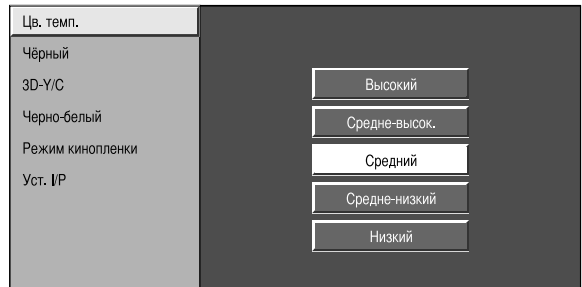 Цв. темп.
Чёрный
3D-Y/C
Черно-белый
Режим кинопленки
Уст. I/P
Высокий
Средне-высок.
Средний
Средне-низкий
Низкий